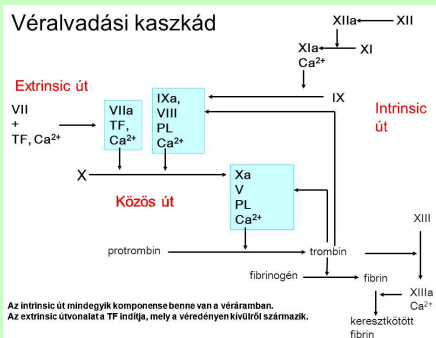 Véralvadási kaszkád
XIIa
XII
XIa
Ca2+
XI
Extrinsic út
VII
+
TF, Ca2+
VIIa
TF,
Ca2+
IXa,
VIII
PL
Ca2+
IX
Intrinsic
út
X
Közös út
Xa
V
PL
Ca2+
XIII
protrombin
trombin
fibrinogén
fibrin
XIIIa
Ca2+
keresztkötött
fibrin
Az intrinsic út mindegyik komponense benne van a véráramban.
Az extrinsic útvonalat a TF indítja, mely a véredényen kívülről származik.